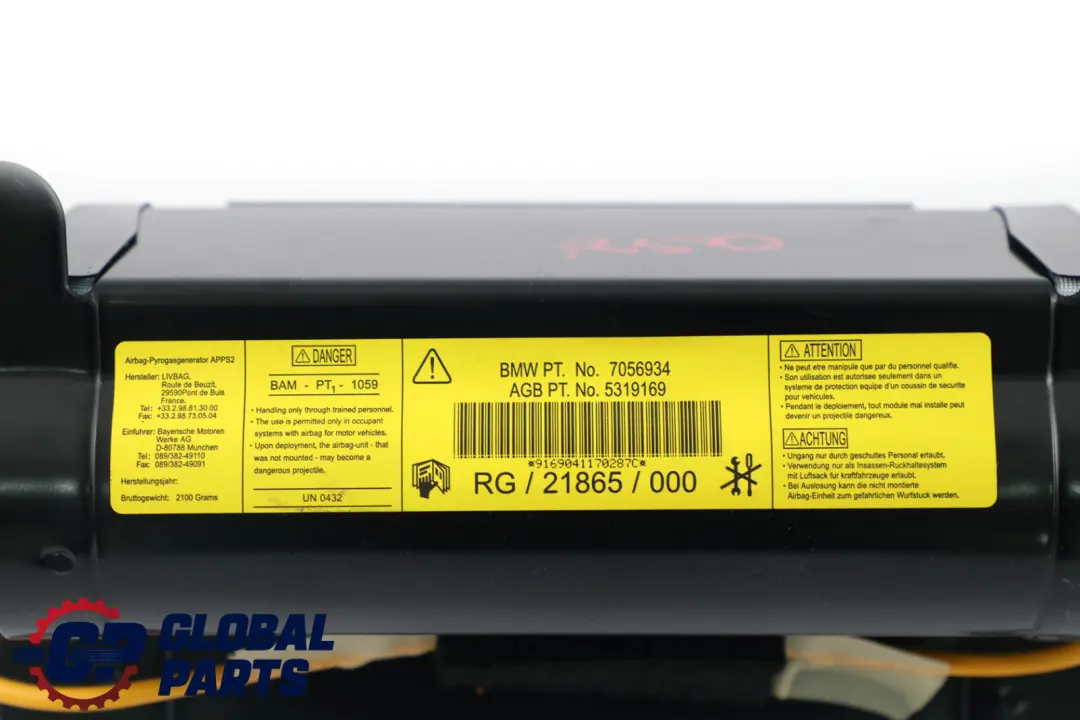 Airbag-Pyrogasgenerator APPS2
Hersteller: LIVBAG,
Route de Beuzit,
29590Pont de Buis
France.
Tel: +33.2.98.81.30.00
Fax: +33.2.98.73.05.04
Einfuhrer: Bayerische Motoren
Werke AG
D-80788 Munchen
Tel: 089/382-49110
Fax: 089/382-49091
Herstellungsjahr:
Bruttogewicht: 2100 Grams
DANGER
BAM - PT1 - 1059
• Handling only through trained personnel.
• The use is permitted only in occupant
systems with airbag for motor vehicles.
• Upon deployment, the airbag-unit - that
was not mounted - may become a
dangerous projectile.
UN 0432
BMW PT. No. 7056934
AGB PT. No. 5319169
*9169041170287C*
RG / 21865 / 000
ATTENTION
• Ne peut etre manipule que par du personnel qualifie.
• Son utilisation est autorisee seulement dans un
systeme de protection equipe d'un coussin de securite
pour vehicules.
• Pendant le deploiement, tout module mal installe peut
devenir un projectile dangereux.
ACHTUNG
• Ungang nur durch geschultes Personal erlaubt.
• Verwendung nur als Insassen-Ruckhaltesystem
mit Luftsack fur kraftfahrzeuge erlaubt.
• Bei Auslosung kann die nicht montierte
Airbag-Einheit zum gefahrlichen Wurfstuck werden.
GP GLOBAL
PARTS